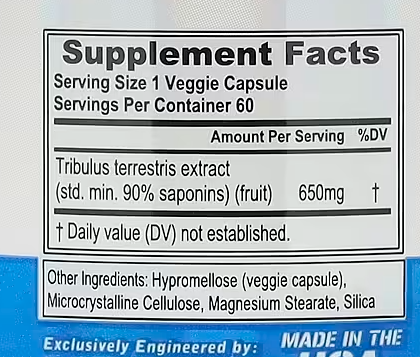 Supplement Facts
Serving Size 1 Veggie Capsule
Servings Per Container 60
Amount Per Serving %DV
Tribulus terrestris extract
(std. min. 90% saponins) (fruit) 650mg †
† Daily value (DV) not established.
Other Ingredients: Hypromellose (veggie capsule),
Microcrystalline Cellulose, Magnesium Stearate, Silica
Exclusively Engineered by: MADE IN THE